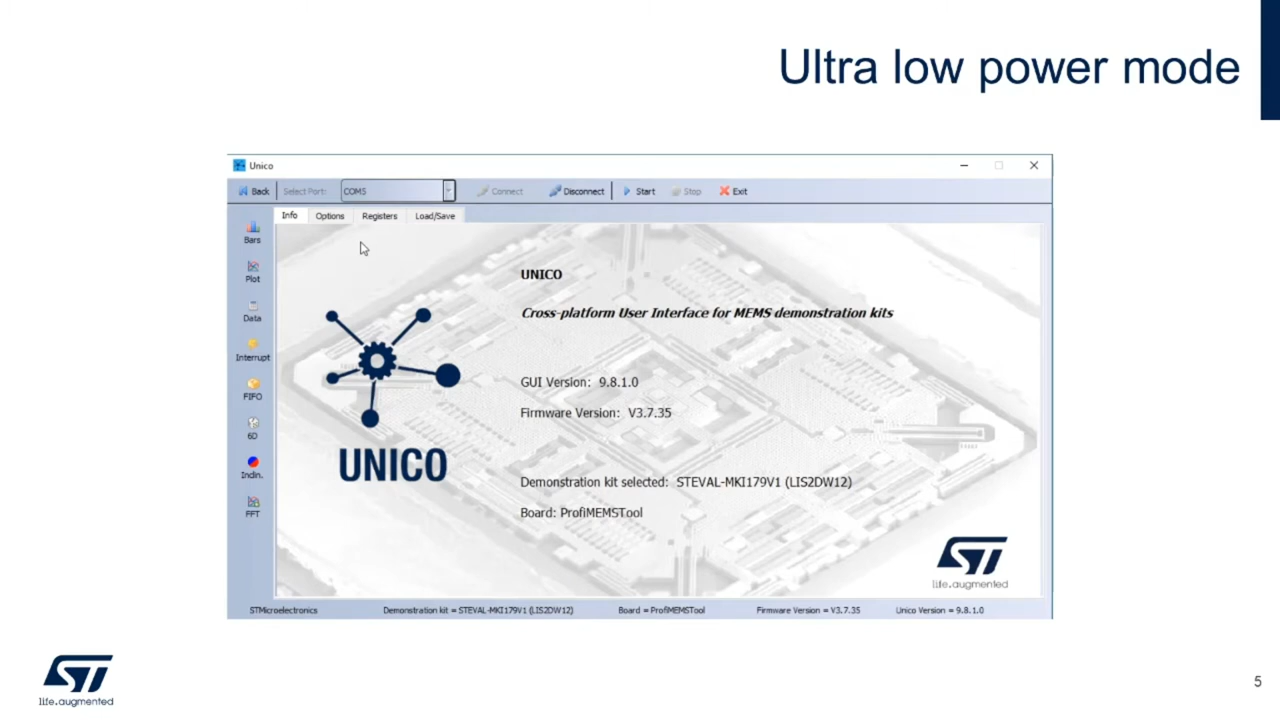 Ultra low power mode
Unico
Back Select Port: COM5 Connect Disconnect Start Stop Exit
Info Options Registers Load/Save
Bars
Plot
Data
Interrupt
FIFO
6D
Indin.
FFT
UNICO
Cross-platform User Interface for MEMS demonstration kits
GUI Version: 9.8.1.0
Firmware Version: V3.7.35
UNICO
Demonstration kit selected: STEVAL-MKI179V1 (LIS2DW12)
Board: ProfiMEMSTool
ST
life.augmented
STMicroelectronics Demonstration kit = STEVAL-MKI179V1 (LIS2DW12) Board = ProfiMEMSTool Firmware Version = V3.7.35 Unico Version = 9.8.1.0
ST
life.augmented
5